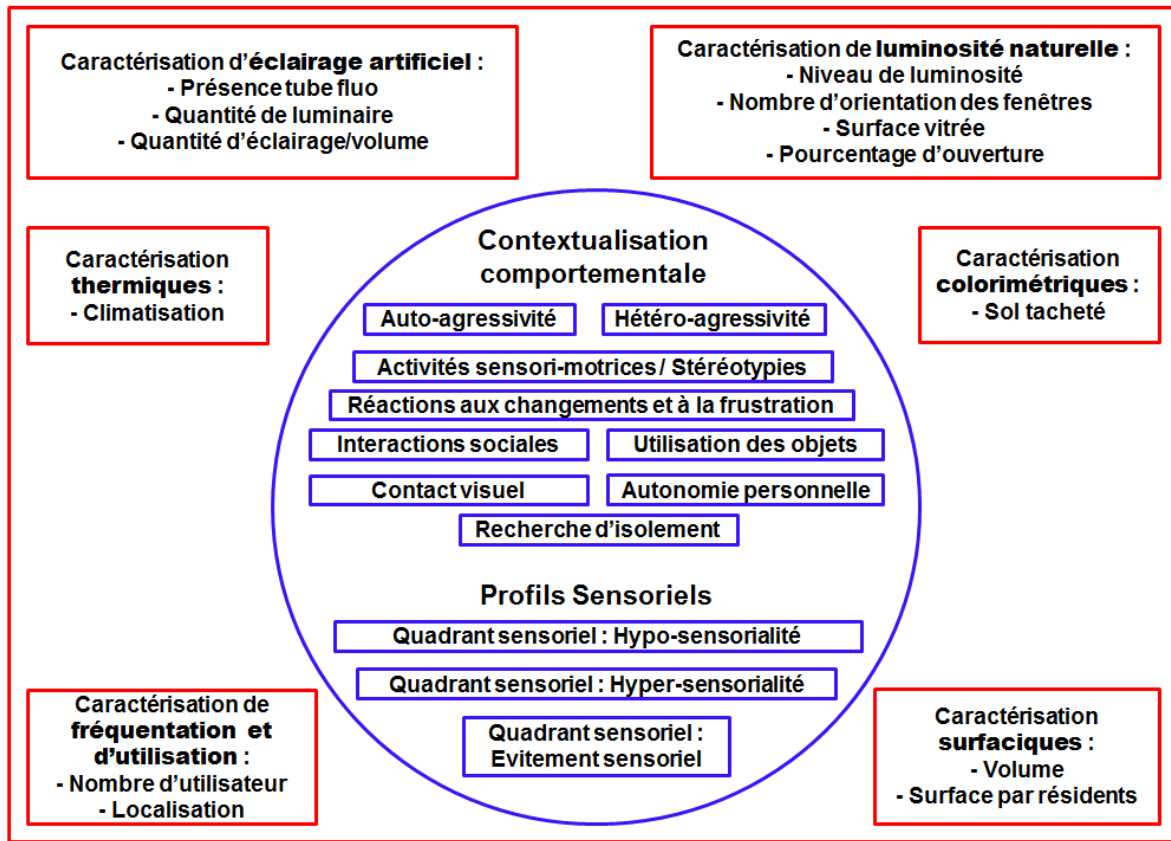 Caractérisation d'éclairage artificiel :
- Présence tube fluo
- Quantité de luminaire
- Quantité d'éclairage/volume
Caractérisation de luminosité naturelle :
- Niveau de luminosité
- Nombre d'orientation des fenêtres
- Surface vitrée
- Pourcentage d'ouverture
Caractérisation
thermiques :
- Climatisation
Contextualisation
comportementale
Caractérisation
colorimétriques :
- Sol tacheté
Auto-agressivité
Hétéro-agressivité
Activités sensori-motrices / Stéréotypies
Réactions aux changements et à la frustration
Interactions sociales
Utilisation des objets
Contact visuel
Autonomie personnelle
Recherche d'isolement
Profils Sensoriels
Quadrant sensoriel : Hypo-sensorialité
Quadrant sensoriel : Hyper-sensorialité
Quadrant sensoriel :
Evitement sensoriel
Caractérisation de
fréquentation et
d'utilisation :
- Nombre d'utilisateur
- Localisation
Caractérisation
surfaciques :
- Volume
- Surface par résidents